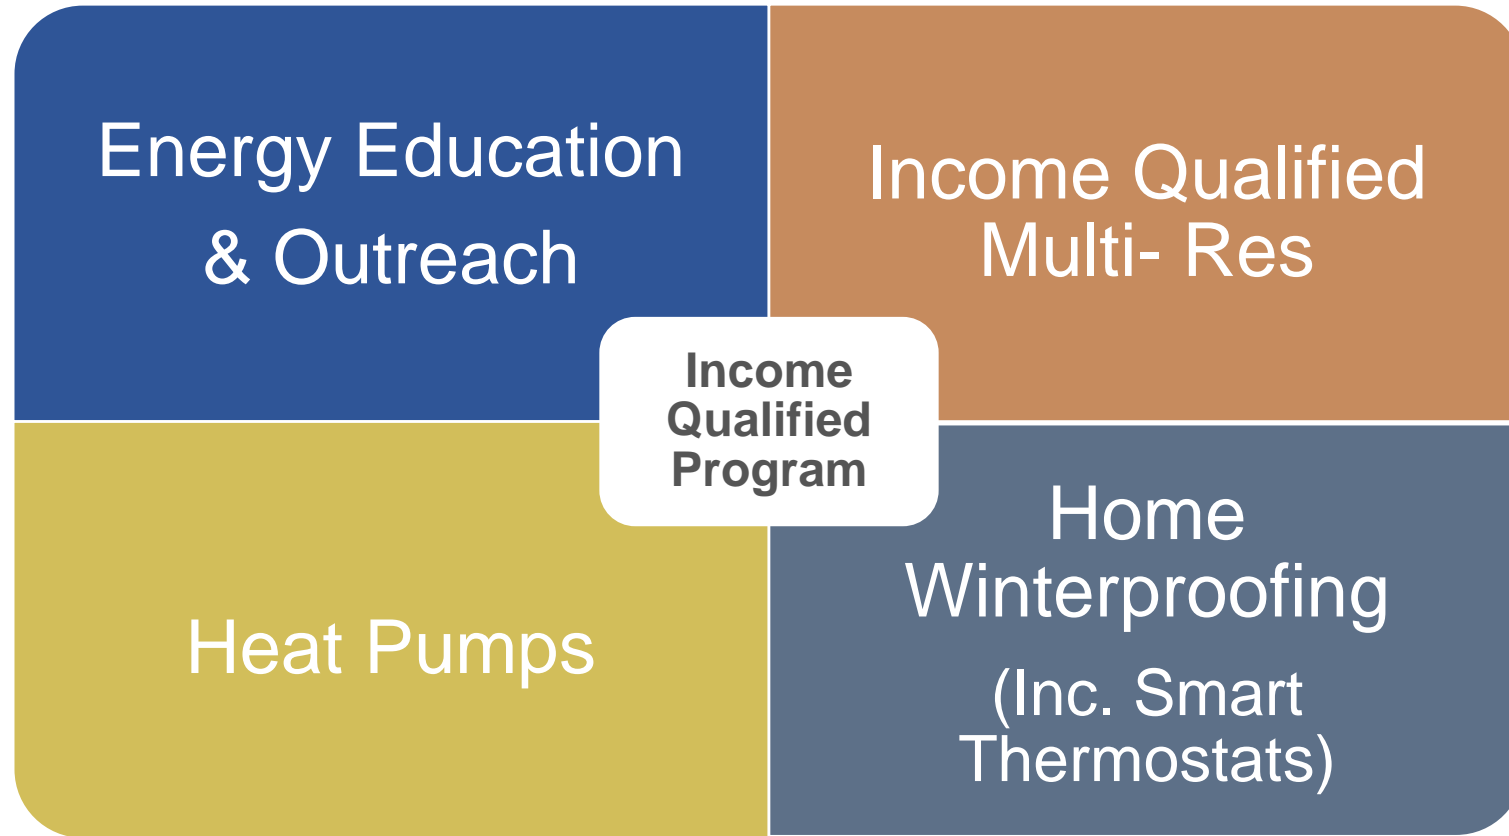 Energy Education
& Outreach
Income Qualified
Multi- Res
Income
Qualified
Program
Heat Pumps
Home
Winterproofing
(Inc. Smart
Thermostats)